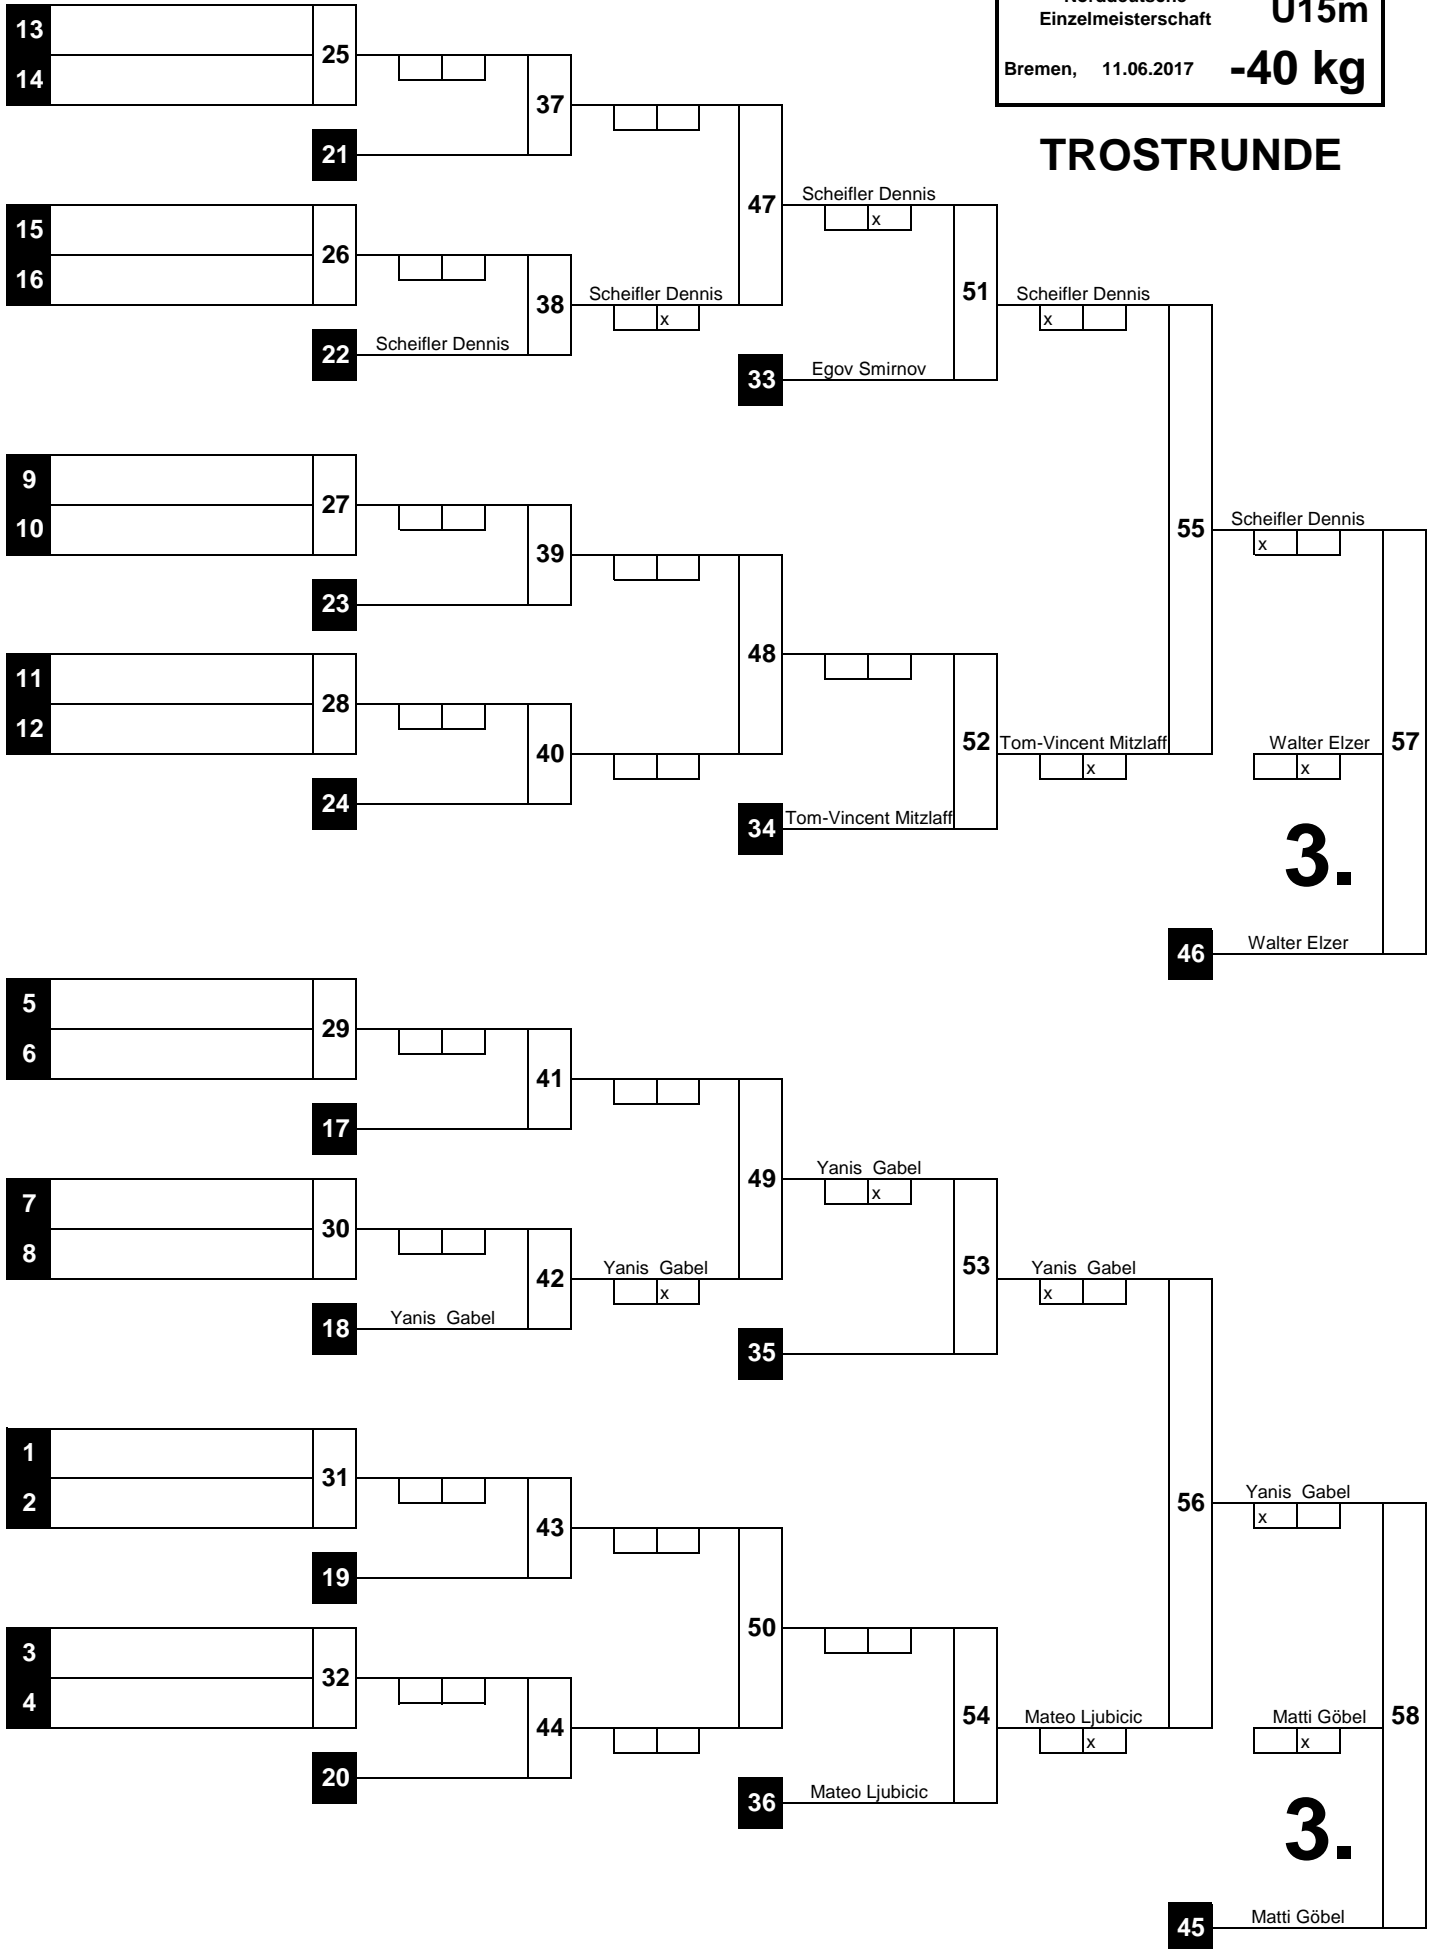 Einzelmeisterschaft
U15m
Bremen, 11.06.2017
-40 kg
TROSTRUNDE
13
14
25
37
21
15
16
26
38
22
Scheifler Dennis
Scheifler Dennis
x
47
Scheifler Dennis
x
51
33
Egov Smirnov
Scheifler Dennis
x
9
10
27
39
23
11
12
28
40
24
48
52
34
Tom-Vincent Mitzlaff
Tom-Vincent Mitzlaff
x
55
Scheifler Dennis
x
57
Walter Elzer
x
3.
46
Walter Elzer
5
6
29
41
17
7
8
30
42
18
Yanis Gabel
Yanis Gabel
x
49
Yanis Gabel
x
53
35
Yanis Gabel
x
1
2
31
43
19
3
4
32
44
20
50
54
36
Mateo Ljubicic
Mateo Ljubicic
x
56
Yanis Gabel
x
58
Matti Göbel
x
3.
45
Matti Göbel